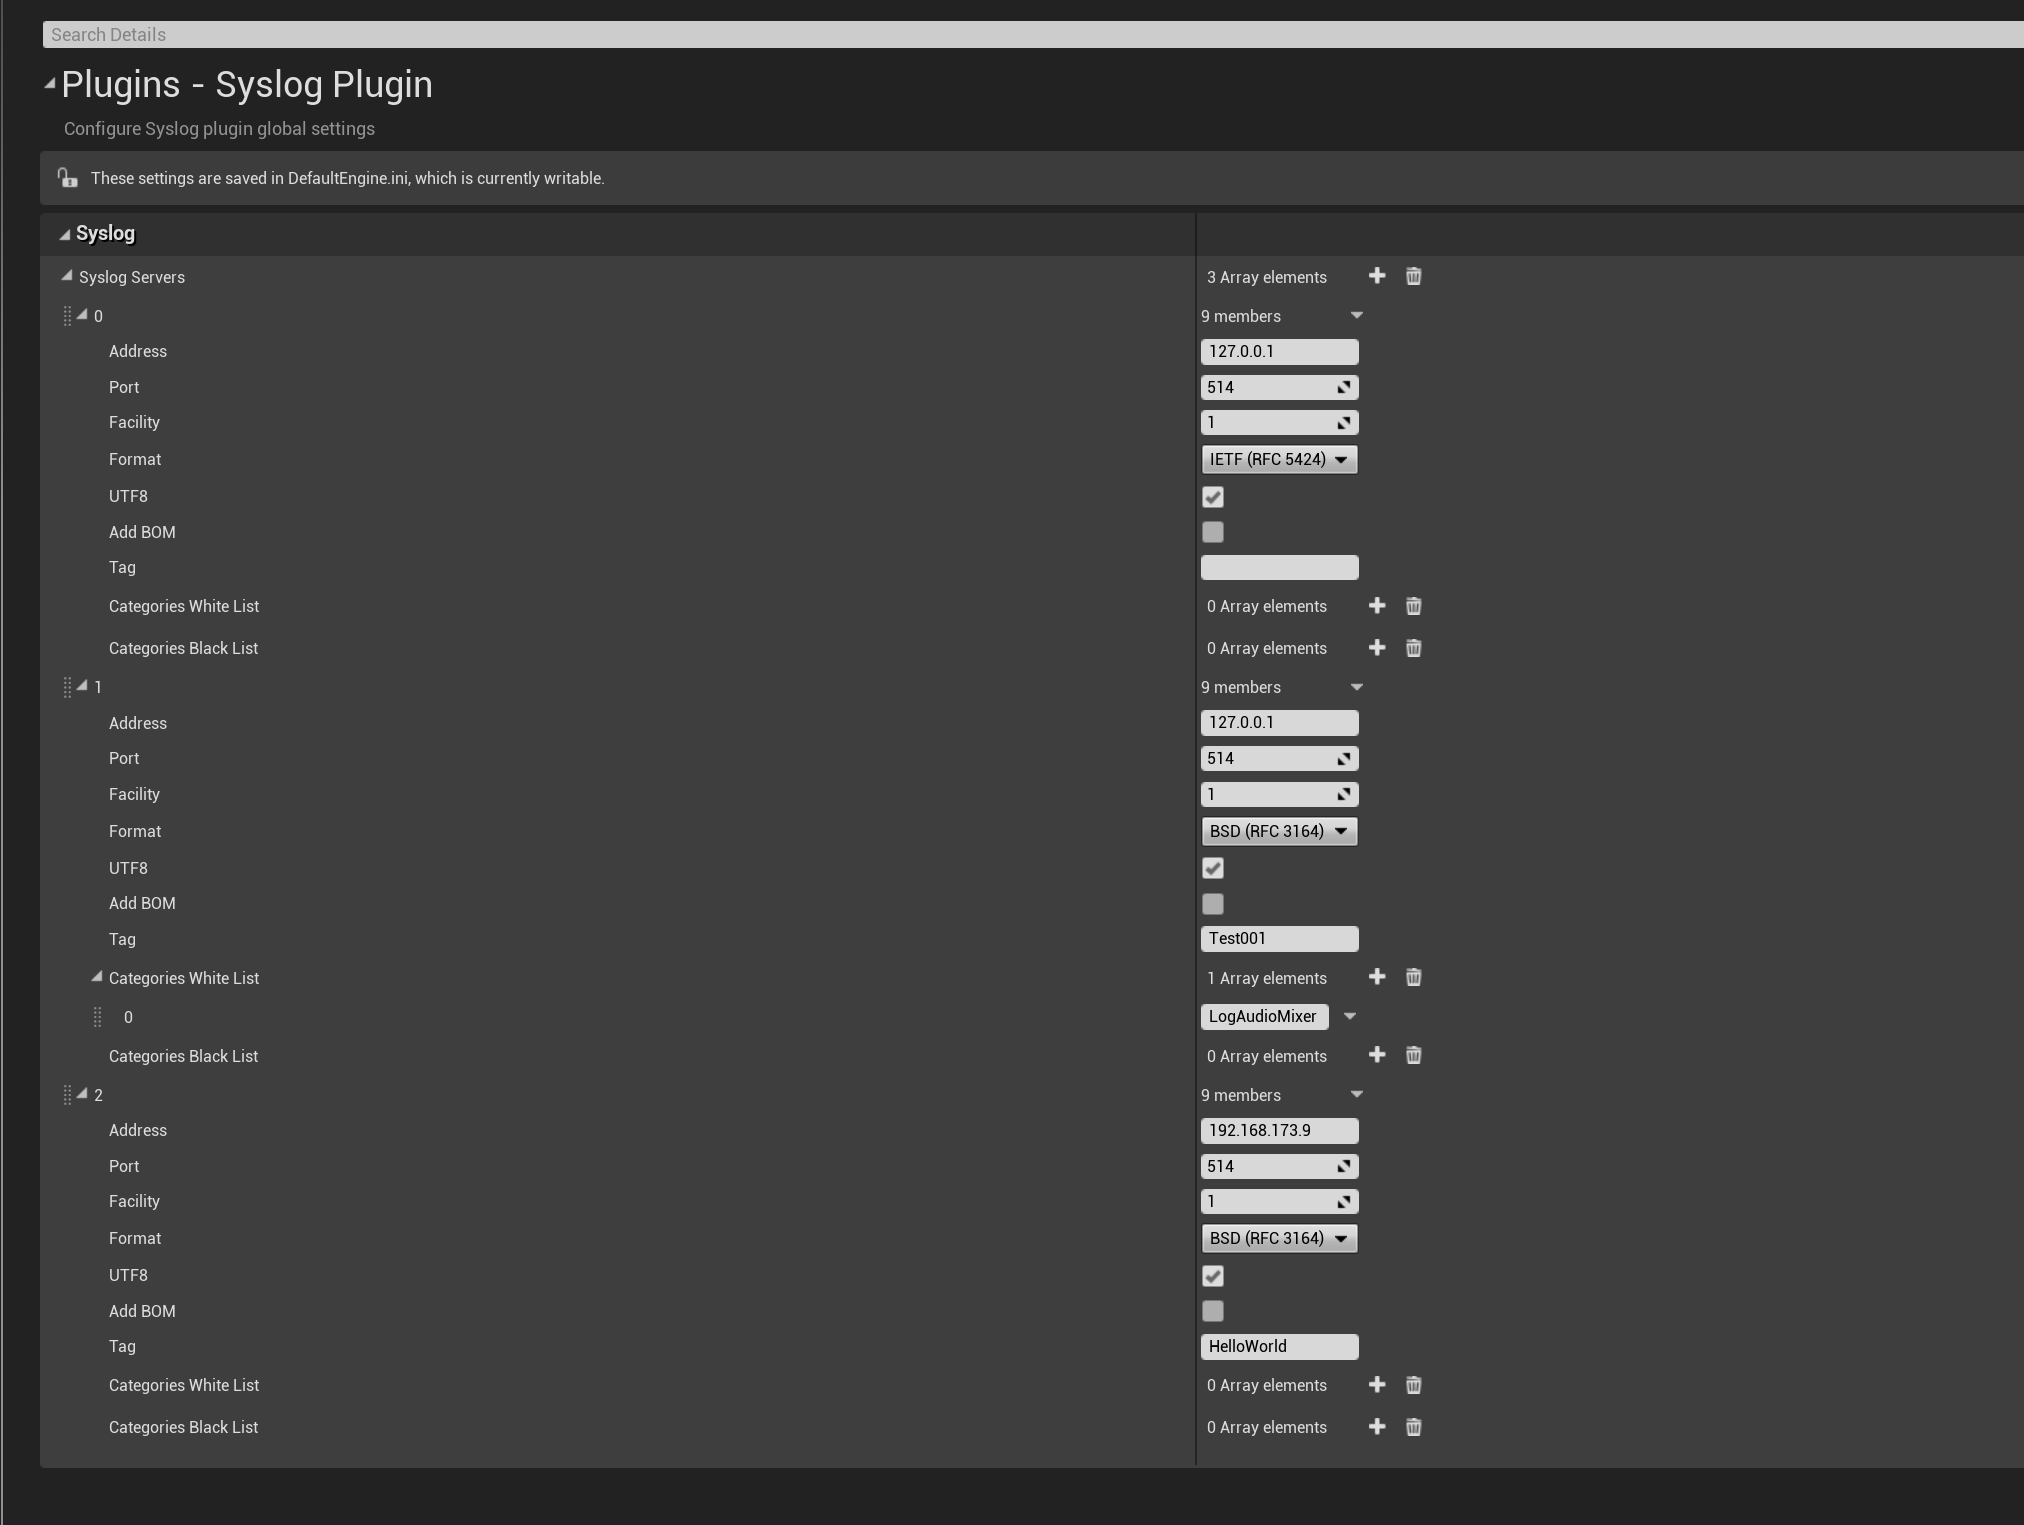 Search Details
Plugins - Syslog Plugin
Configure Syslog plugin global settings
These settings are saved in DefaultEngine.ini, which is currently writable.
Syslog
Syslog Servers 3 Array elements
0 9 members
Address 127.0.0.1
Port 514
Facility 1
Format IETF (RFC 5424)
UTF8
Add BOM
Tag
Categories White List 0 Array elements
Categories Black List 0 Array elements
1 9 members
Address 127.0.0.1
Port 514
Facility 1
Format BSD (RFC 3164)
UTF8
Add BOM
Tag Test001
Categories White List 1 Array elements
0 LogAudioMixer
Categories Black List 0 Array elements
2 9 members
Address 192.168.173.9
Port 514
Facility 1
Format BSD (RFC 3164)
UTF8
Add BOM
Tag HelloWorld
Categories White List 0 Array elements
Categories Black List 0 Array elements